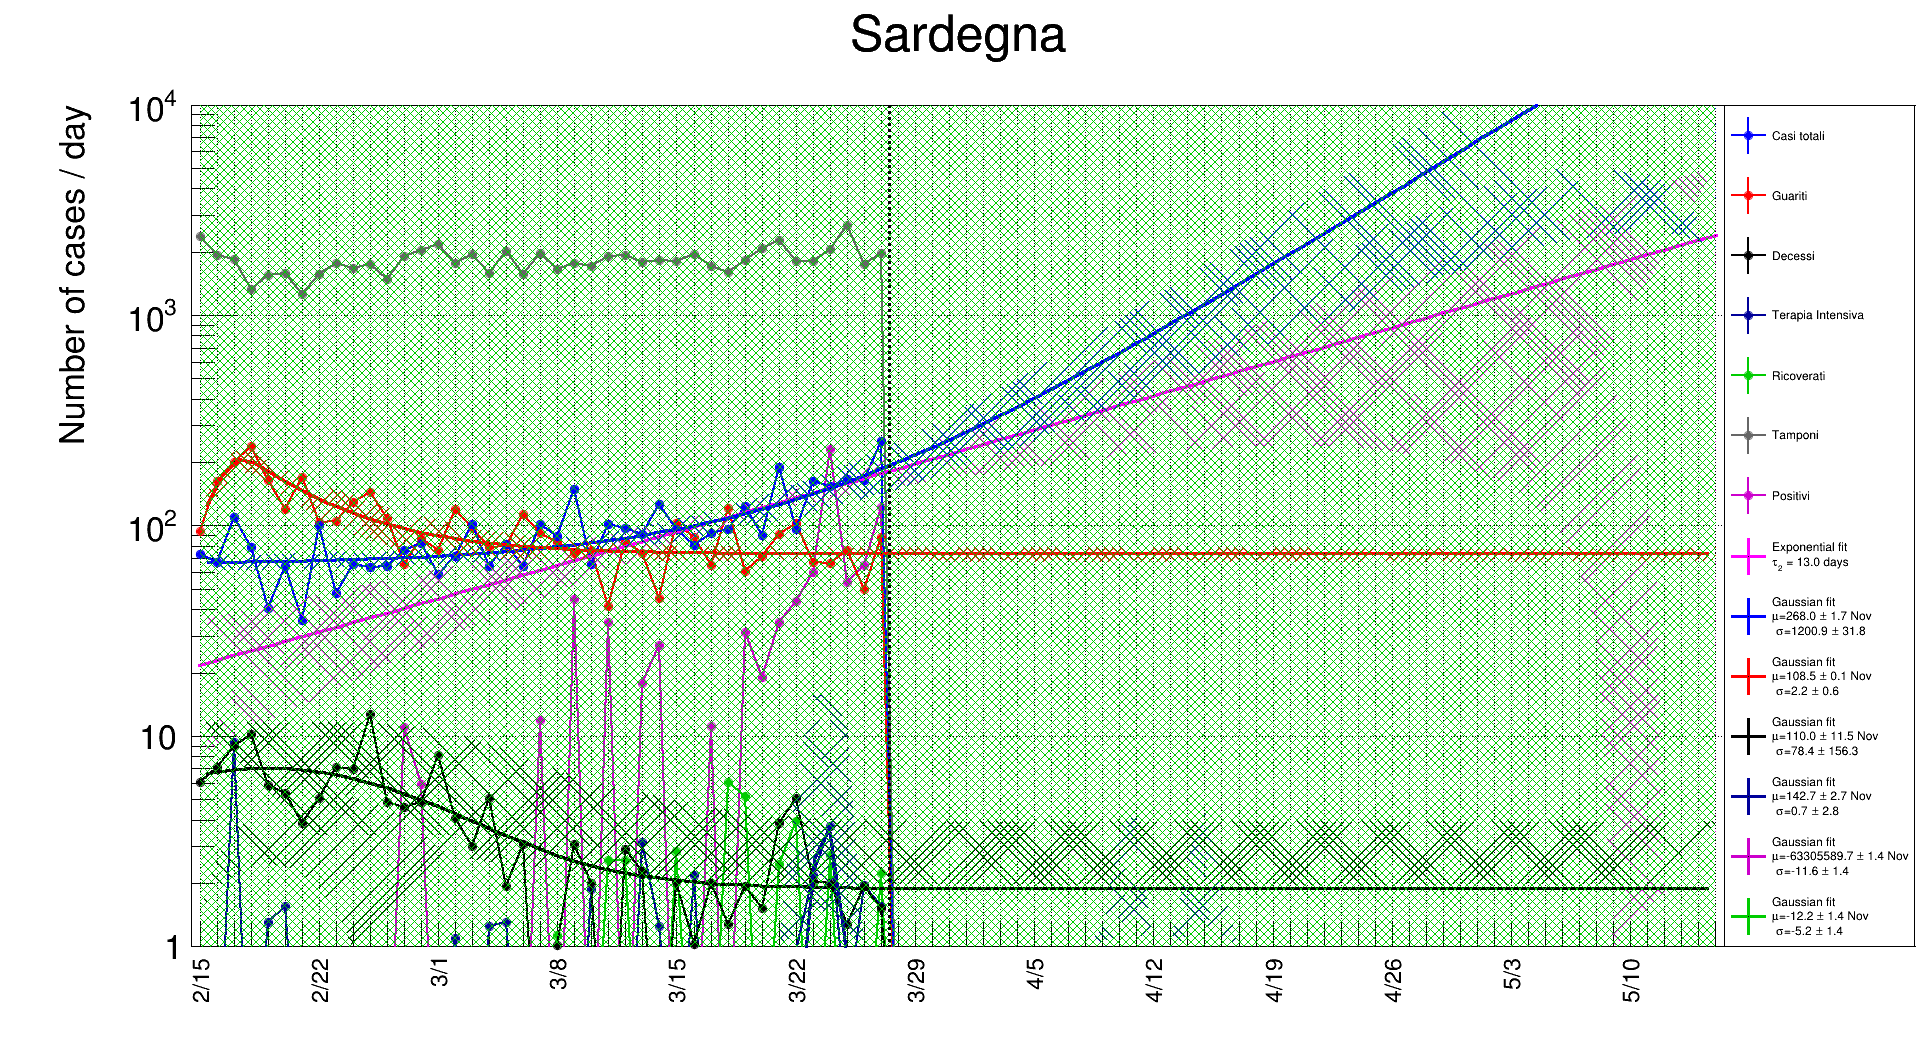 Sardegna
Number of cases / day
10⁴
10³
10²
10
1
2/15
2/22
3/1
3/8
3/15
3/22
3/29
4/5
4/12
4/19
4/26
5/3
5/10
Casi totali
Guariti
Decessi
Terapia Intensiva
Ricoverati
Tamponi
Positivi
Exponential fit
τ₂ = 13.0 days
Gaussian fit
μ=268.0 ± 1.7 Nov
σ=1200.9 ± 31.8
Gaussian fit
μ=108.5 ± 0.1 Nov
σ=2.2 ± 0.6
Gaussian fit
μ=110.0 ± 11.5 Nov
σ=78.4 ± 156.3
Gaussian fit
μ=142.7 ± 2.7 Nov
σ=0.7 ± 2.8
Gaussian fit
μ=-63305589.7 ± 1.4 Nov
σ=-11.6 ± 1.4
Gaussian fit
μ=-12.2 ± 1.4 Nov
σ=-5.2 ± 1.4